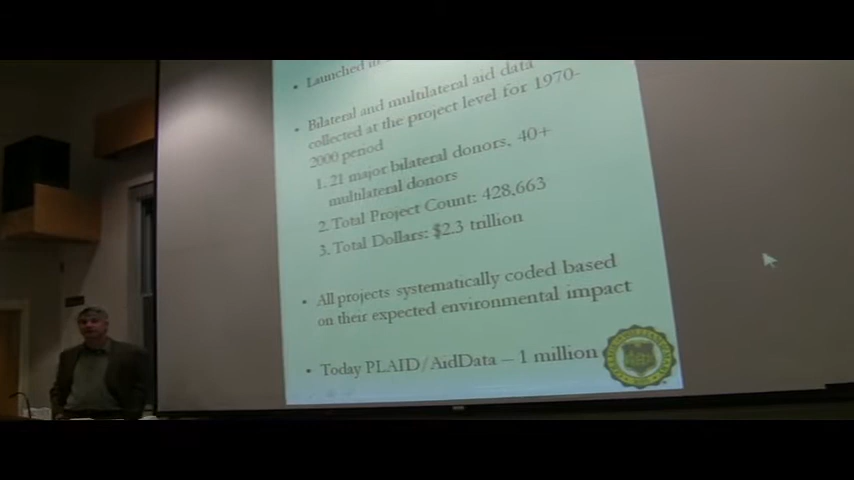 • Launched in
• Bilateral and multilateral aid data
collected at the project level for 1970-
2000 period
1. 21 major bilateral donors, 40+
multilateral donors
2. Total Project Count: 428,663
3. Total Dollars: $2.3 trillion
• All projects systematically coded based
on their expected environmental impact
• Today PLAID/AidData – 1 million